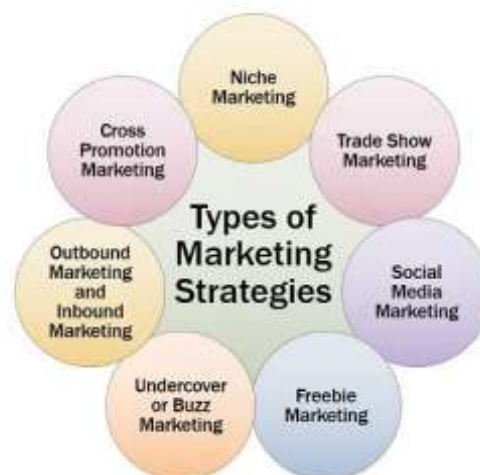 Niche
Marketing
Trade Show
Marketing
Social
Media
Marketing
Freebie
Marketing
Undercover
or Buzz
Marketing
Outbound
Marketing
and
Inbound
Marketing
Cross
Promotion
Marketing
Types of
Marketing
Strategies